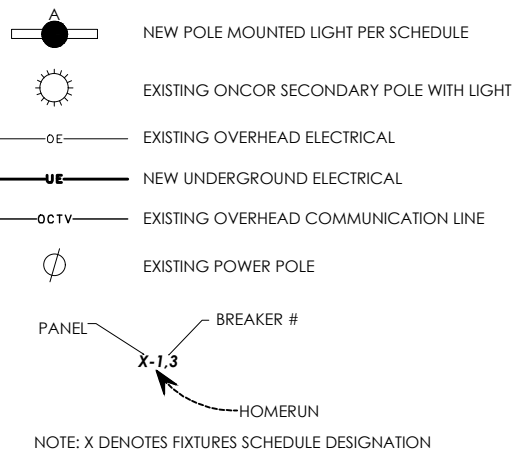 A
NEW POLE MOUNTED LIGHT PER SCHEDULE
EXISTING ONCOR SECONDARY POLE WITH LIGHT
OE
EXISTING OVERHEAD ELECTRICAL
UE
NEW UNDERGROUND ELECTRICAL
OCTV
EXISTING OVERHEAD COMMUNICATION LINE
EXISTING POWER POLE
PANEL
BREAKER #
X-1,3
HOMERUN
NOTE: X DENOTES FIXTURES SCHEDULE DESIGNATION